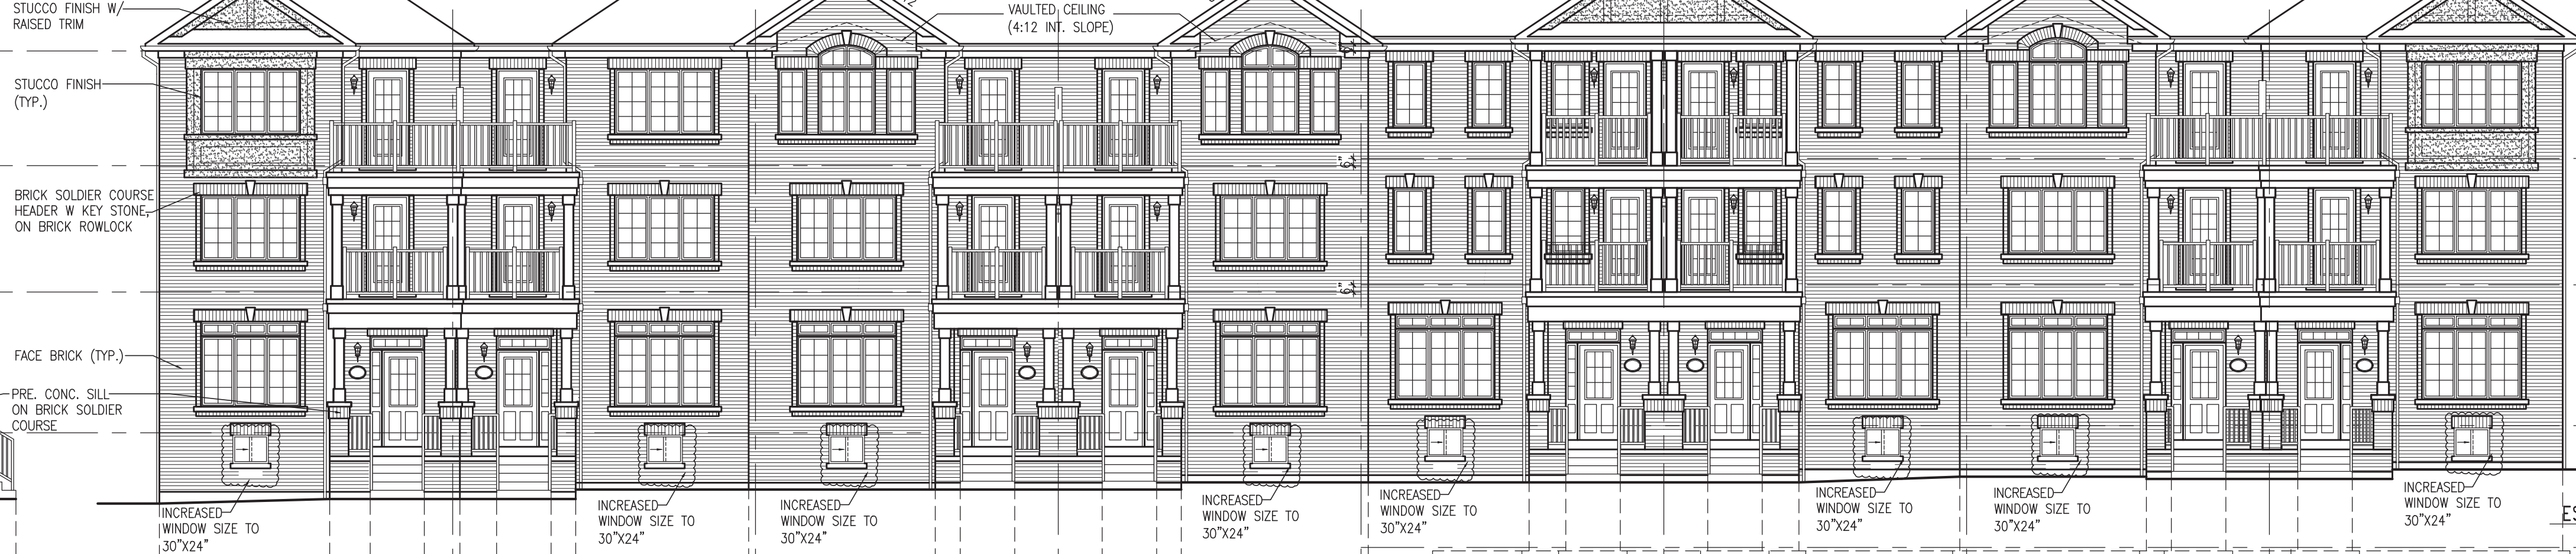 STUCCO FINISH W/
RAISED TRIM
VAULTED CEILING
(4:12 INT. SLOPE)
STUCCO FINISH
(TYP.)
BRICK SOLDIER COURSE
HEADER W KEY STONE,
ON BRICK ROWLOCK
6"
6"
FACE BRICK (TYP.)
PRE. CONC. SILL
ON BRICK SOLDIER
COURSE
INCREASED
WINDOW SIZE TO
30"X24"
INCREASED
WINDOW SIZE TO
30"X24"
INCREASED
WINDOW SIZE TO
30"X24"
INCREASED
WINDOW SIZE TO
30"X24"
INCREASED
WINDOW SIZE TO
30"X24"
INCREASED
WINDOW SIZE TO
30"X24"
INCREASED
WINDOW SIZE TO
30"X24"
INCREASED
WINDOW SIZE TO
30"X24"
ES